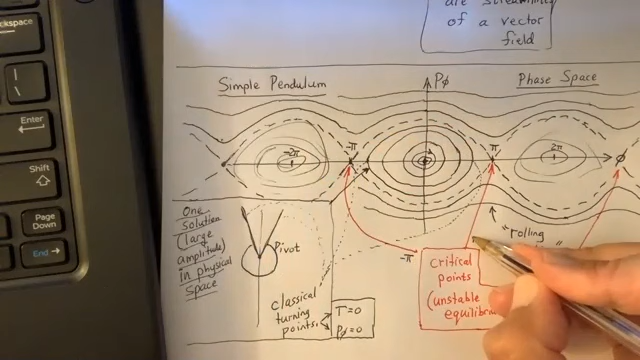 are streamlines
of a vector
field
Simple Pendulum
Pϕ
Phase Space
-2π
-π
π
2π
ϕ
One
solution
(large
amplitude)
in physical
space
Pivot
classical
turning
points.
T=0
Pϕ=0
-π
critical
points
(unstable
"rolling"
Backspace
|
\
Enter
Shift
Page
Down
End